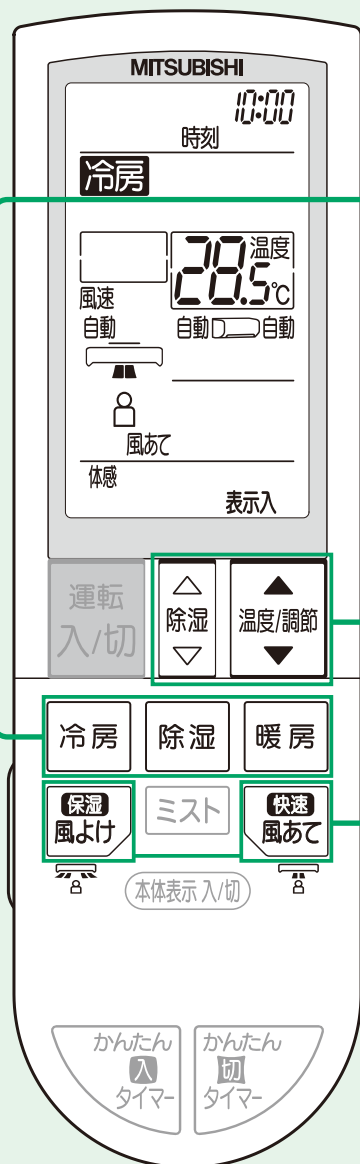 MITSUBISHI
10:00
時刻
冷房
温度
28.5℃
風速
自動
自動 自動
風あて
体感
表示入
運転
入/切
△
除湿
▽
▲
温度/調節
▼
冷房 除湿 暖房
保湿
風よけ
ミスト
快速
風あて
本体表示 入/切
かんたん
入
タイマー
かんたん
切
タイマー